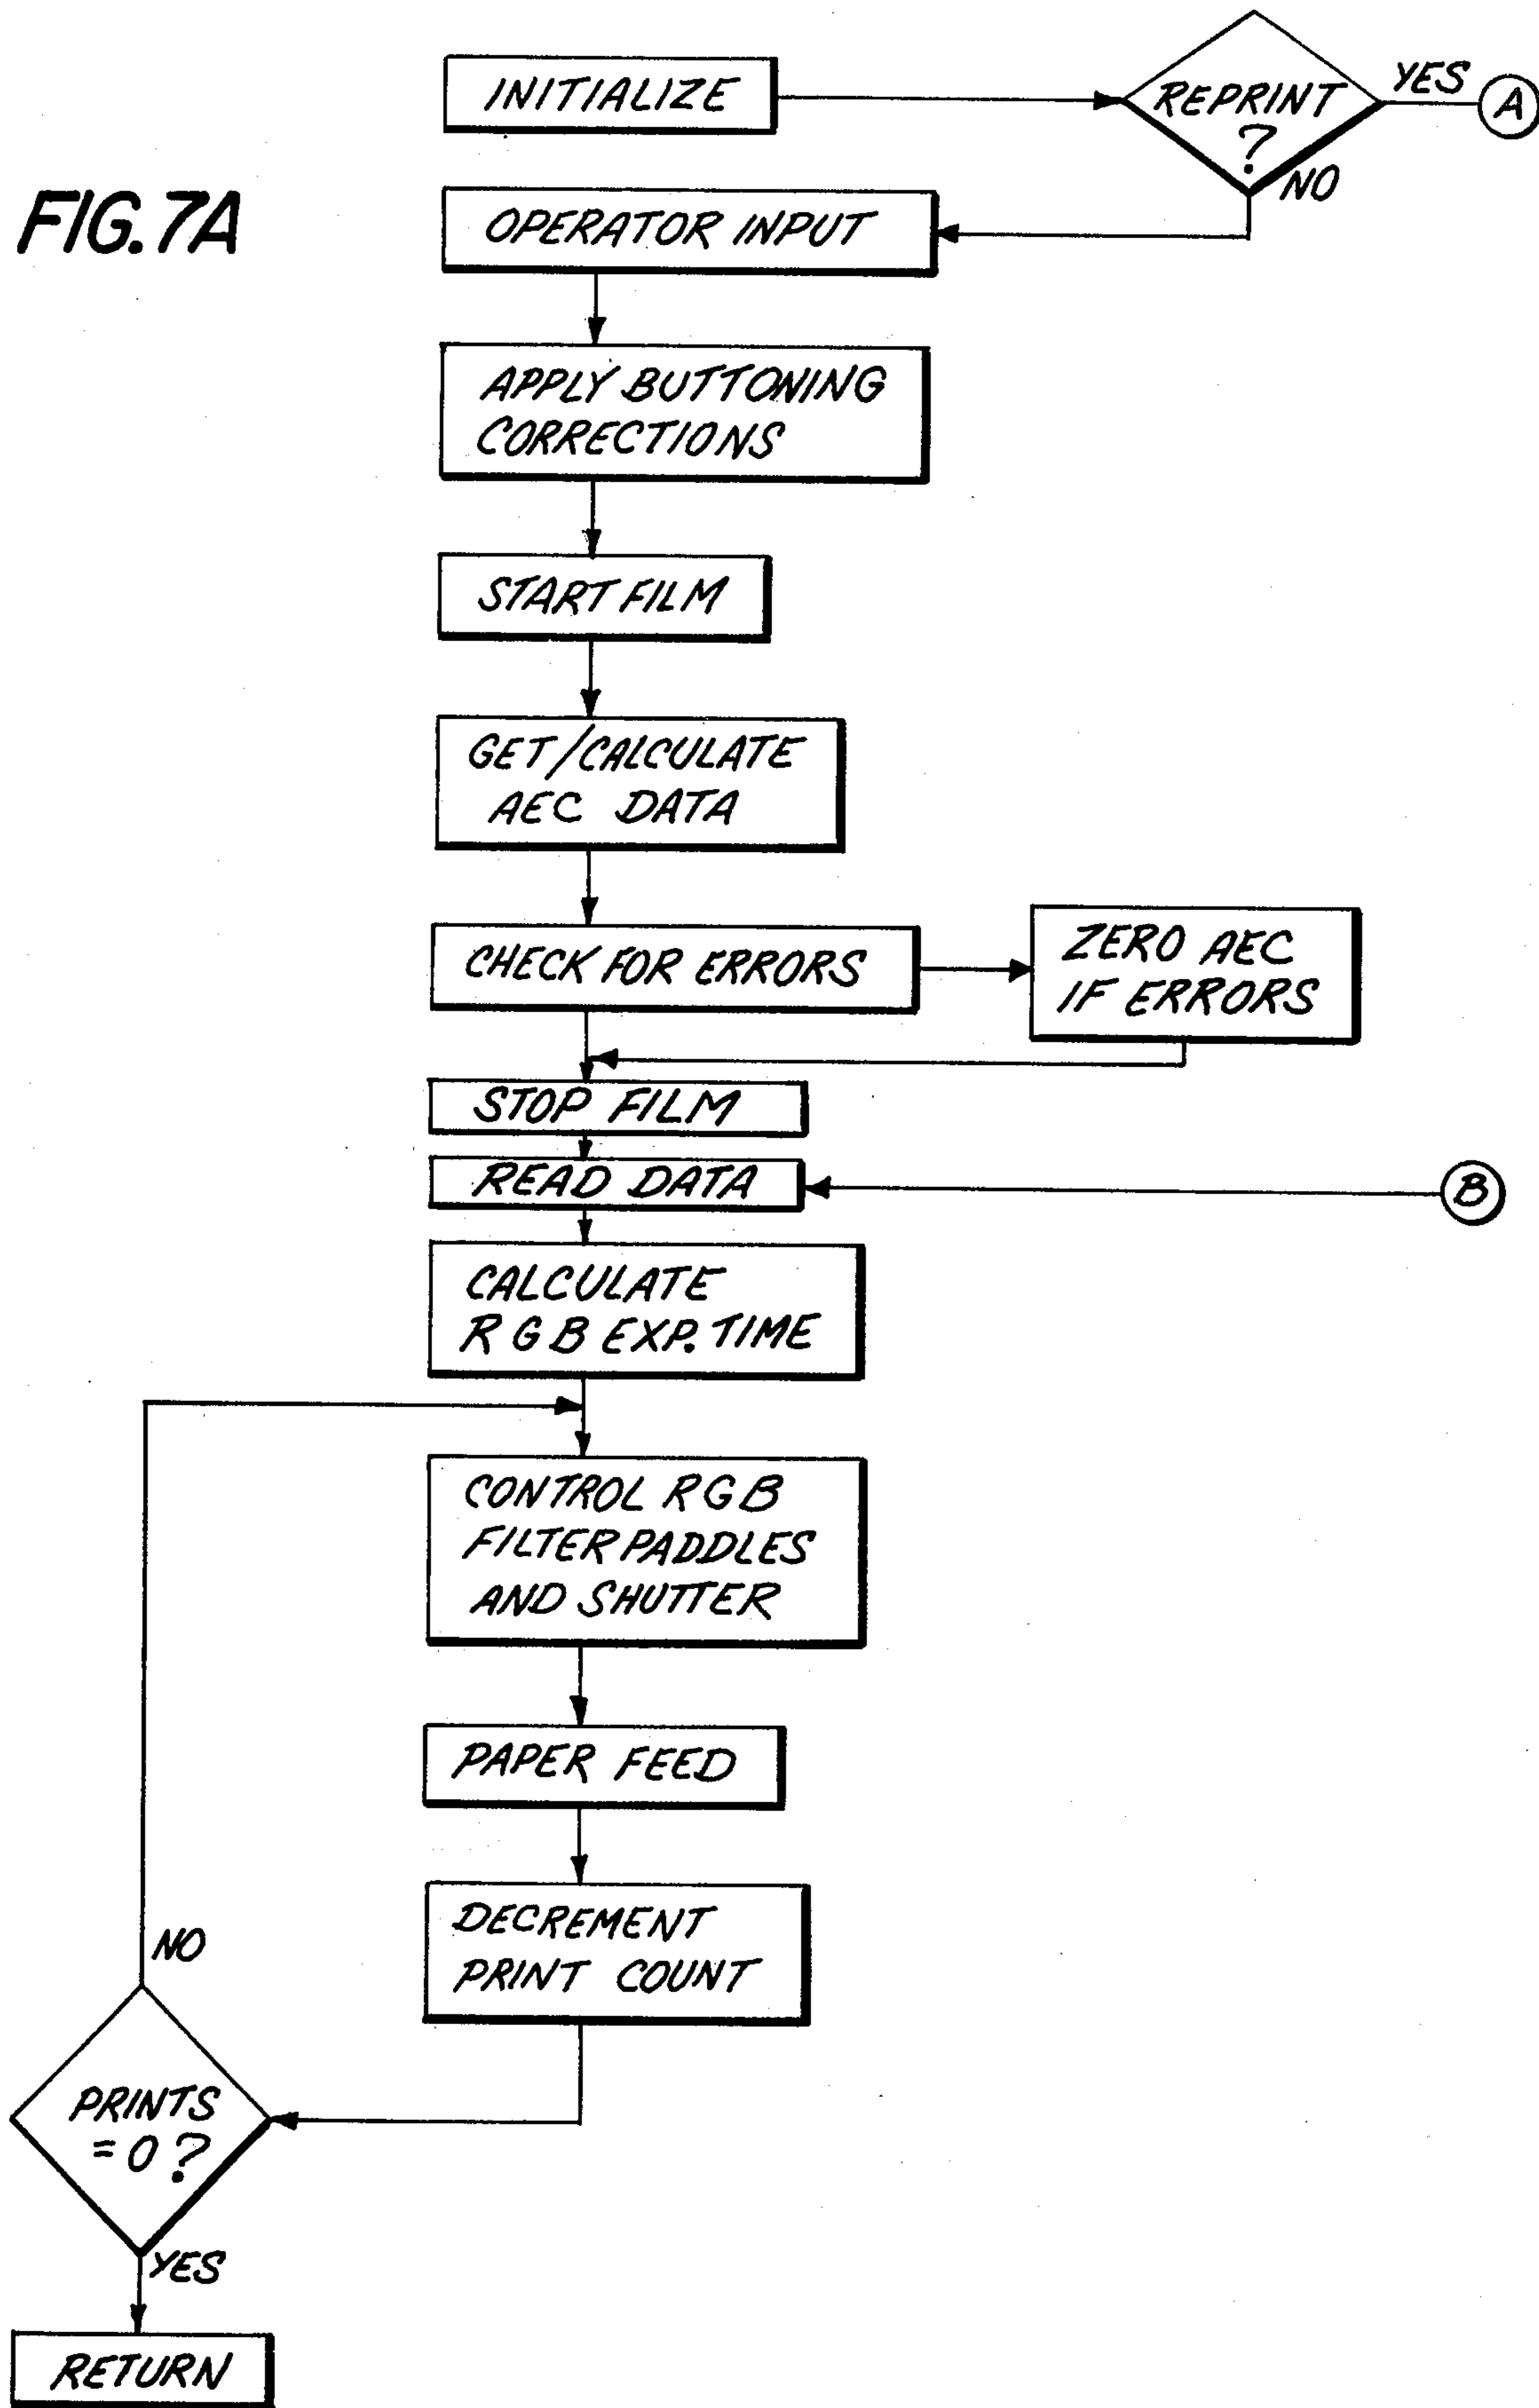 INITIALIZE
REPRINT
?
YES
A
NO
FIG. 7A
OPERATOR INPUT
APPLY BUTTONING
CORRECTIONS
START FILM
GET/CALCULATE
AEC DATA
CHECK FOR ERRORS
ZERO AEC
IF ERRORS
STOP FILM
READ DATA
B
CALCULATE
R G B EXP. TIME
CONTROL R G B
FILTER PADDLES
AND SHUTTER
PAPER FEED
DECREMENT
PRINT COUNT
NO
PRINTS
= 0 ?
YES
RETURN